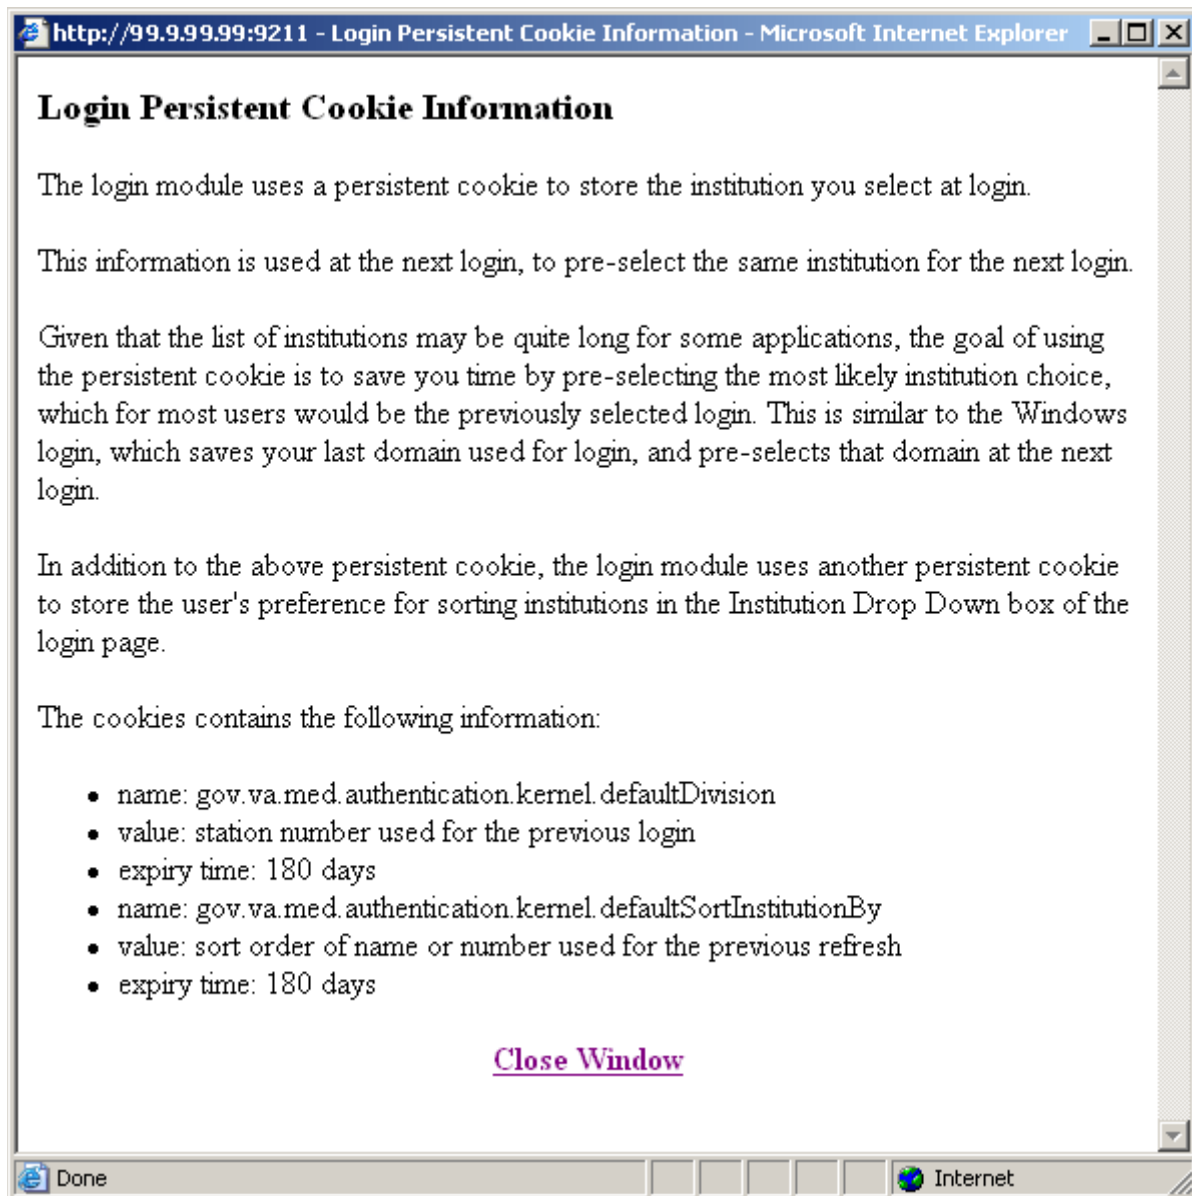 http://99.9.99.99:9211 - Login Persistent Cookie Information - Microsoft Internet Explorer
Login Persistent Cookie Information
The login module uses a persistent cookie to store the institution you select at login.
This information is used at the next login, to pre-select the same institution for the next login.
Given that the list of institutions may be quite long for some applications, the goal of using
the persistent cookie is to save you time by pre-selecting the most likely institution choice,
which for most users would be the previously selected login. This is similar to the Windows
login, which saves your last domain used for login, and pre-selects that domain at the next
login.
In addition to the above persistent cookie, the login module uses another persistent cookie
to store the user's preference for sorting institutions in the Institution Drop Down box of the
login page.
The cookies contains the following information:
• name: gov.va.med.authentication.kernel.defaultDivision
• value: station number used for the previous login
• expiry time: 180 days
• name: gov.va.med.authentication.kernel.defaultSortInstitutionBy
• value: sort order of name or number used for the previous refresh
• expiry time: 180 days
Close Window
Done
Internet